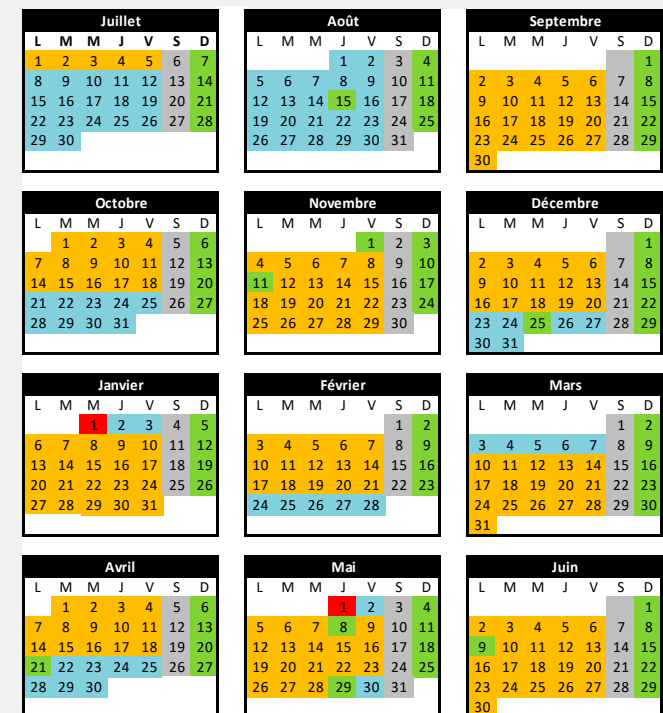 Juillet Août Septembre
L M M J V S D L M M J V S D L M M J V S D
1 2 3 4 5 6 7 1 2 3 4 1
8 9 10 11 12 13 14 5 6 7 8 9 10 11 2 3 4 5 6 7 8
15 16 17 18 19 20 21 12 13 14 15 16 17 18 9 10 11 12 13 14 15
22 23 24 25 26 27 28 19 20 21 22 23 24 25 16 17 18 19 20 21 22
29 30 26 27 28 29 30 31 23 24 25 26 27 28 29
30
Octobre Novembre Décembre
L M M J V S D L M M J V S D L M M J V S D
1 2 3 4 5 6 1 2 3 1
7 8 9 10 11 12 13 4 5 6 7 8 9 10 2 3 4 5 6 7 8
14 15 16 17 18 19 20 11 12 13 14 15 16 17 9 10 11 12 13 14 15
21 22 23 24 25 26 27 18 19 20 21 22 23 24 16 17 18 19 20 21 22
28 29 30 31 25 26 27 28 29 30 23 24 25 26 27 28 29
30 31
Janvier Février Mars
L M M J V S D L M M J V S D L M M J V S D
1 2 3 4 5 1 2 1 2
6 7 8 9 10 11 12 3 4 5 6 7 8 9 3 4 5 6 7 8 9
13 14 15 16 17 18 19 10 11 12 13 14 15 16 10 11 12 13 14 15 16
20 21 22 23 24 25 26 17 18 19 20 21 22 23 17 18 19 20 21 22 23
27 28 29 30 31 24 25 26 27 28 24 25 26 27 28 29 30
31
Avril Mai Juin
L M M J V S D L M M J V S D L M M J V S D
1 2 3 4 5 6 1 2 3 4 1
7 8 9 10 11 12 13 5 6 7 8 9 10 11 2 3 4 5 6 7 8
14 15 16 17 18 19 20 12 13 14 15 16 17 18 9 10 11 12 13 14 15
21 22 23 24 25 26 27 19 20 21 22 23 24 25 16 17 18 19 20 21 22
28 29 30 26 27 28 29 30 31 23 24 25 26 27 28 29
30